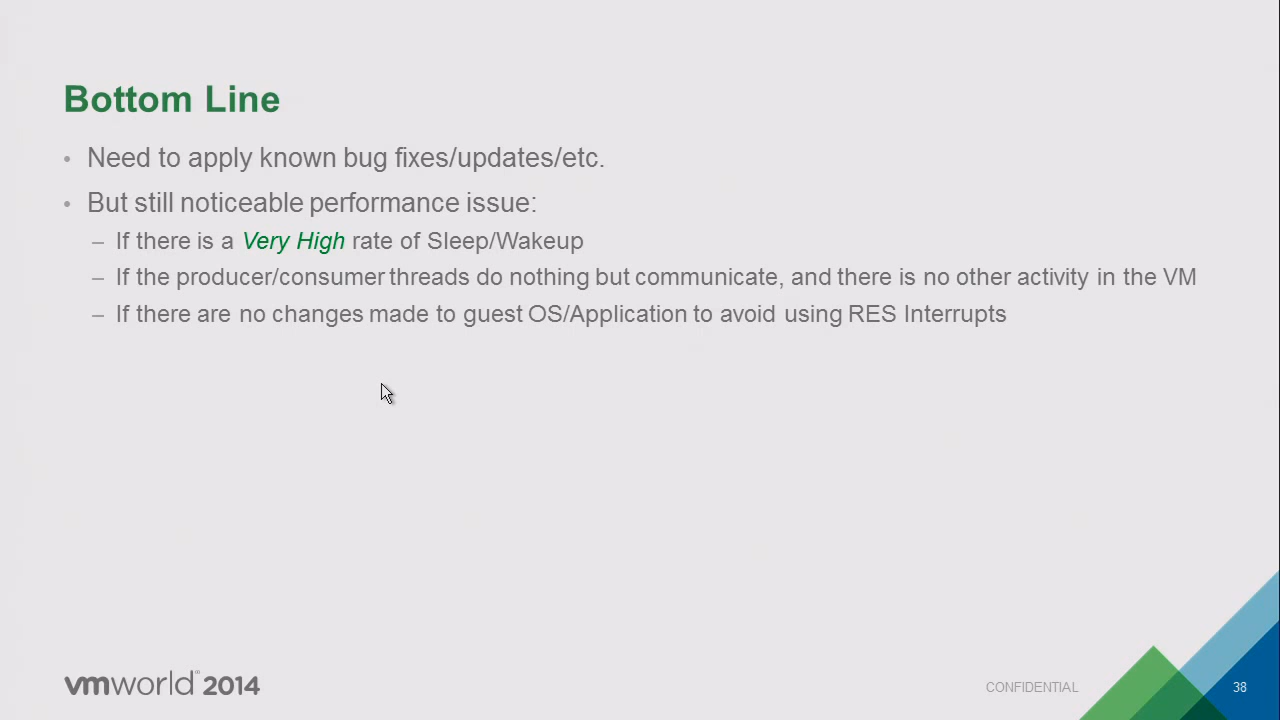 Bottom Line
• Need to apply known bug fixes/updates/etc.
• But still noticeable performance issue:
– If there is a Very High rate of Sleep/Wakeup
– If the producer/consumer threads do nothing but communicate, and there is no other activity in the VM
– If there are no changes made to guest OS/Application to avoid using RES Interrupts
vmworld™ 2014
CONFIDENTIAL
38